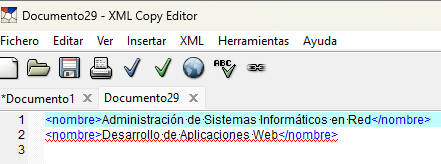 Documento29 - XML Copy Editor
Fichero Editar Ver Insertar XML Herramientas Ayuda
ABC
*Documento1 Documento29
1 <nombre>Administración·de·Sistemas·Informáticos·en·Red</nombre>
2 <nombre>Desarrollo·de·Aplicaciones·Web</nombre>
3